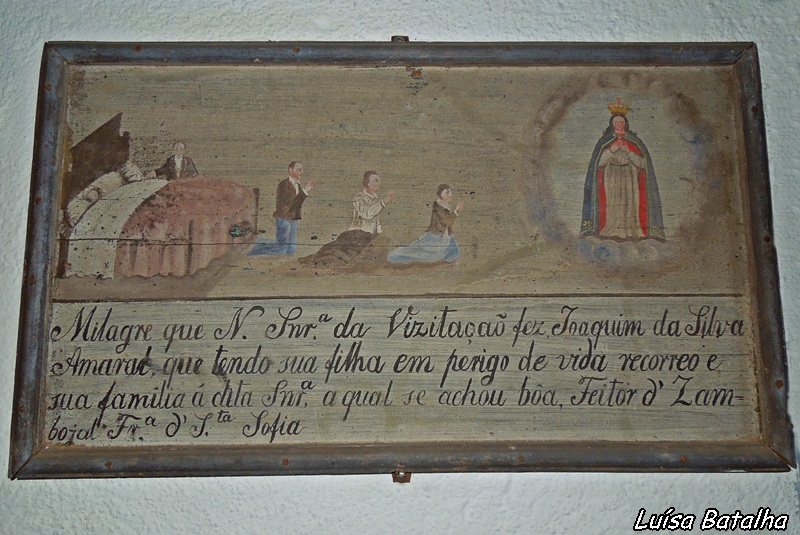 Milagre que N. Snr.ª da Vizitaçaõ fez, Joaquim da Silva
Amaral, que tendo sua filha em perigo de vida recorreo e
sua familia á dita Snr.ª, a qual se achou bôa, Feitor d' Zam-
bojal Fr.ª d' S.ta Sofia
Luísa Batalha